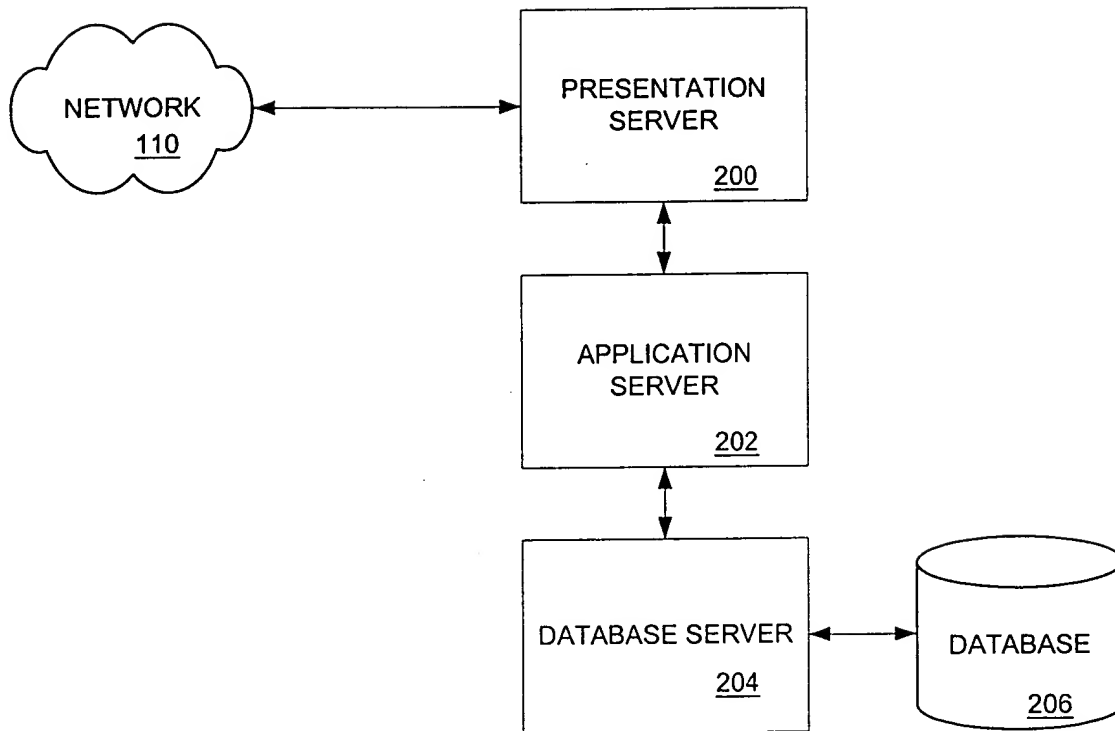 NETWORK
110
PRESENTATION
SERVER
200
APPLICATION
SERVER
202
DATABASE SERVER
204
DATABASE
206